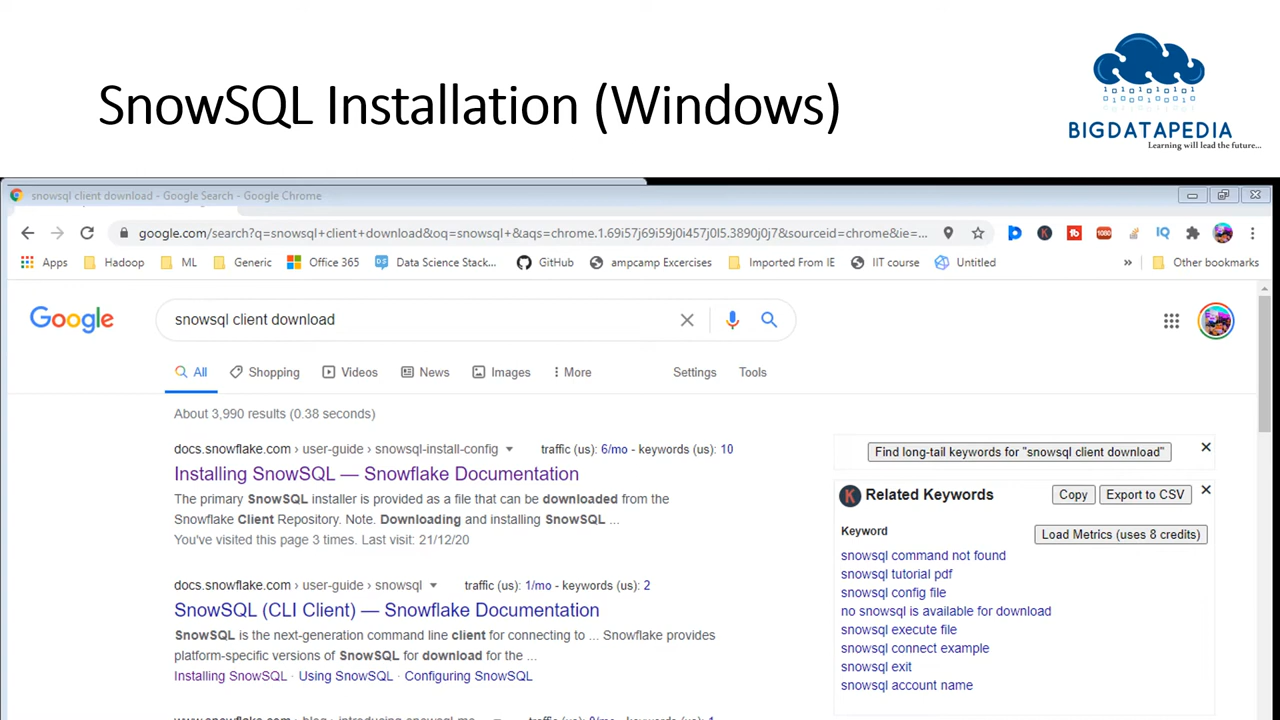 SnowSQL Installation (Windows)
BIGDATAPEDIA
Learning will lead the future...
snowsql client download - Google Search - Google Chrome
google.com/search?q=snowsql+client+download&oq=snowsql+&aqs=chrome.1.69i57j69i59j0i457j0l5.3890j0j7&sourceid=chrome&ie=...
Apps Hadoop ML Generic Office 365 Data Science Stack... GitHub ampcamp Excercises Imported From IE IIT course Untitled » Other bookmarks
Google
snowsql client download
All Shopping Videos News Images More Settings Tools
About 3,990 results (0.38 seconds)
docs.snowflake.com › user-guide › snowsql-install-config traffic (us): 6/mo - keywords (us): 10
Installing SnowSQL — Snowflake Documentation
The primary SnowSQL installer is provided as a file that can be downloaded from the
Snowflake Client Repository. Note. Downloading and installing SnowSQL ...
You've visited this page 3 times. Last visit: 21/12/20
docs.snowflake.com › user-guide › snowsql traffic (us): 1/mo - keywords (us): 2
SnowSQL (CLI Client) — Snowflake Documentation
SnowSQL is the next-generation command line client for connecting to ... Snowflake provides
platform-specific versions of SnowSQL for download for the ...
Installing SnowSQL · Using SnowSQL · Configuring SnowSQL
Find long-tail keywords for "snowsql client download"
K Related Keywords Copy Export to CSV
Keyword Load Metrics (uses 8 credits)
snowsql command not found
snowsql tutorial pdf
snowsql config file
no snowsql is available for download
snowsql execute file
snowsql connect example
snowsql exit
snowsql account name